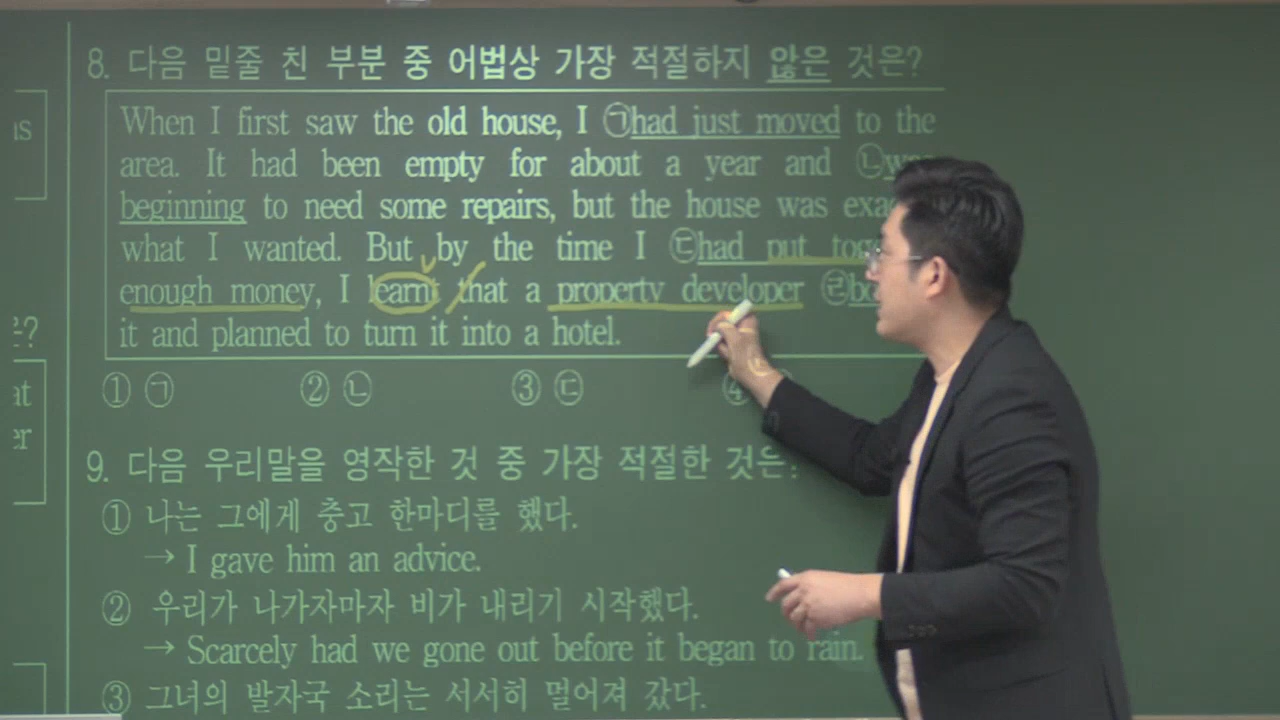 8. 다음 밑줄 친 부분 중 어법상 가장 적절하지 않은 것은?
When I first saw the old house, I ㉠had just moved to the
area. It had been empty for about a year and ㉡
beginning to need some repairs, but the house was
what I wanted. But by the time I ㉢had put
enough money, I learnt that a property developer ㉣
it and planned to turn it into a hotel.
① ㉠ ② ㉡ ③ ㉢ ④
9. 다음 우리말을 영작한 것 중 가장 적절한 것은?
① 나는 그에게 충고 한마디를 했다.
→ I gave him an advice.
② 우리가 나가자마자 비가 내리기 시작했다.
→ Scarcely had we gone out before it began to rain.
③ 그녀의 발자국 소리는 서서히 멀어져 갔다.